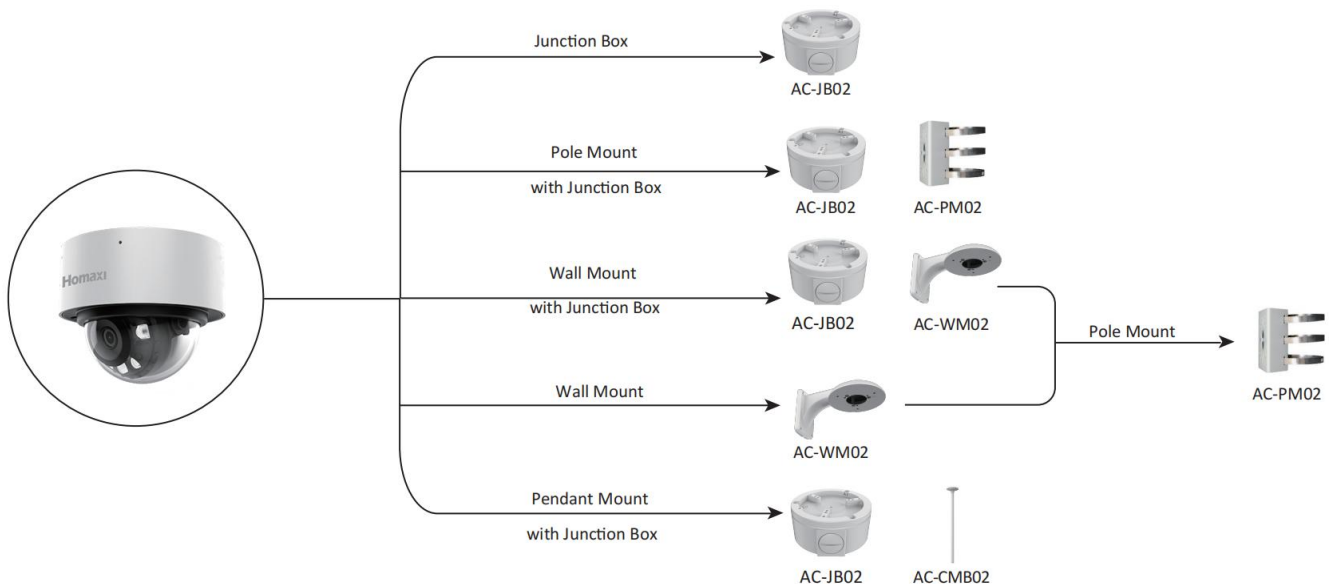 Junction Box
AC-JB02
Pole Mount
with Junction Box
AC-JB02
AC-PM02
Homaxi
Wall Mount
with Junction Box
AC-JB02
AC-WM02
Pole Mount
AC-PM02
Wall Mount
AC-WM02
Pendant Mount
with Junction Box
AC-JB02
AC-CMB02